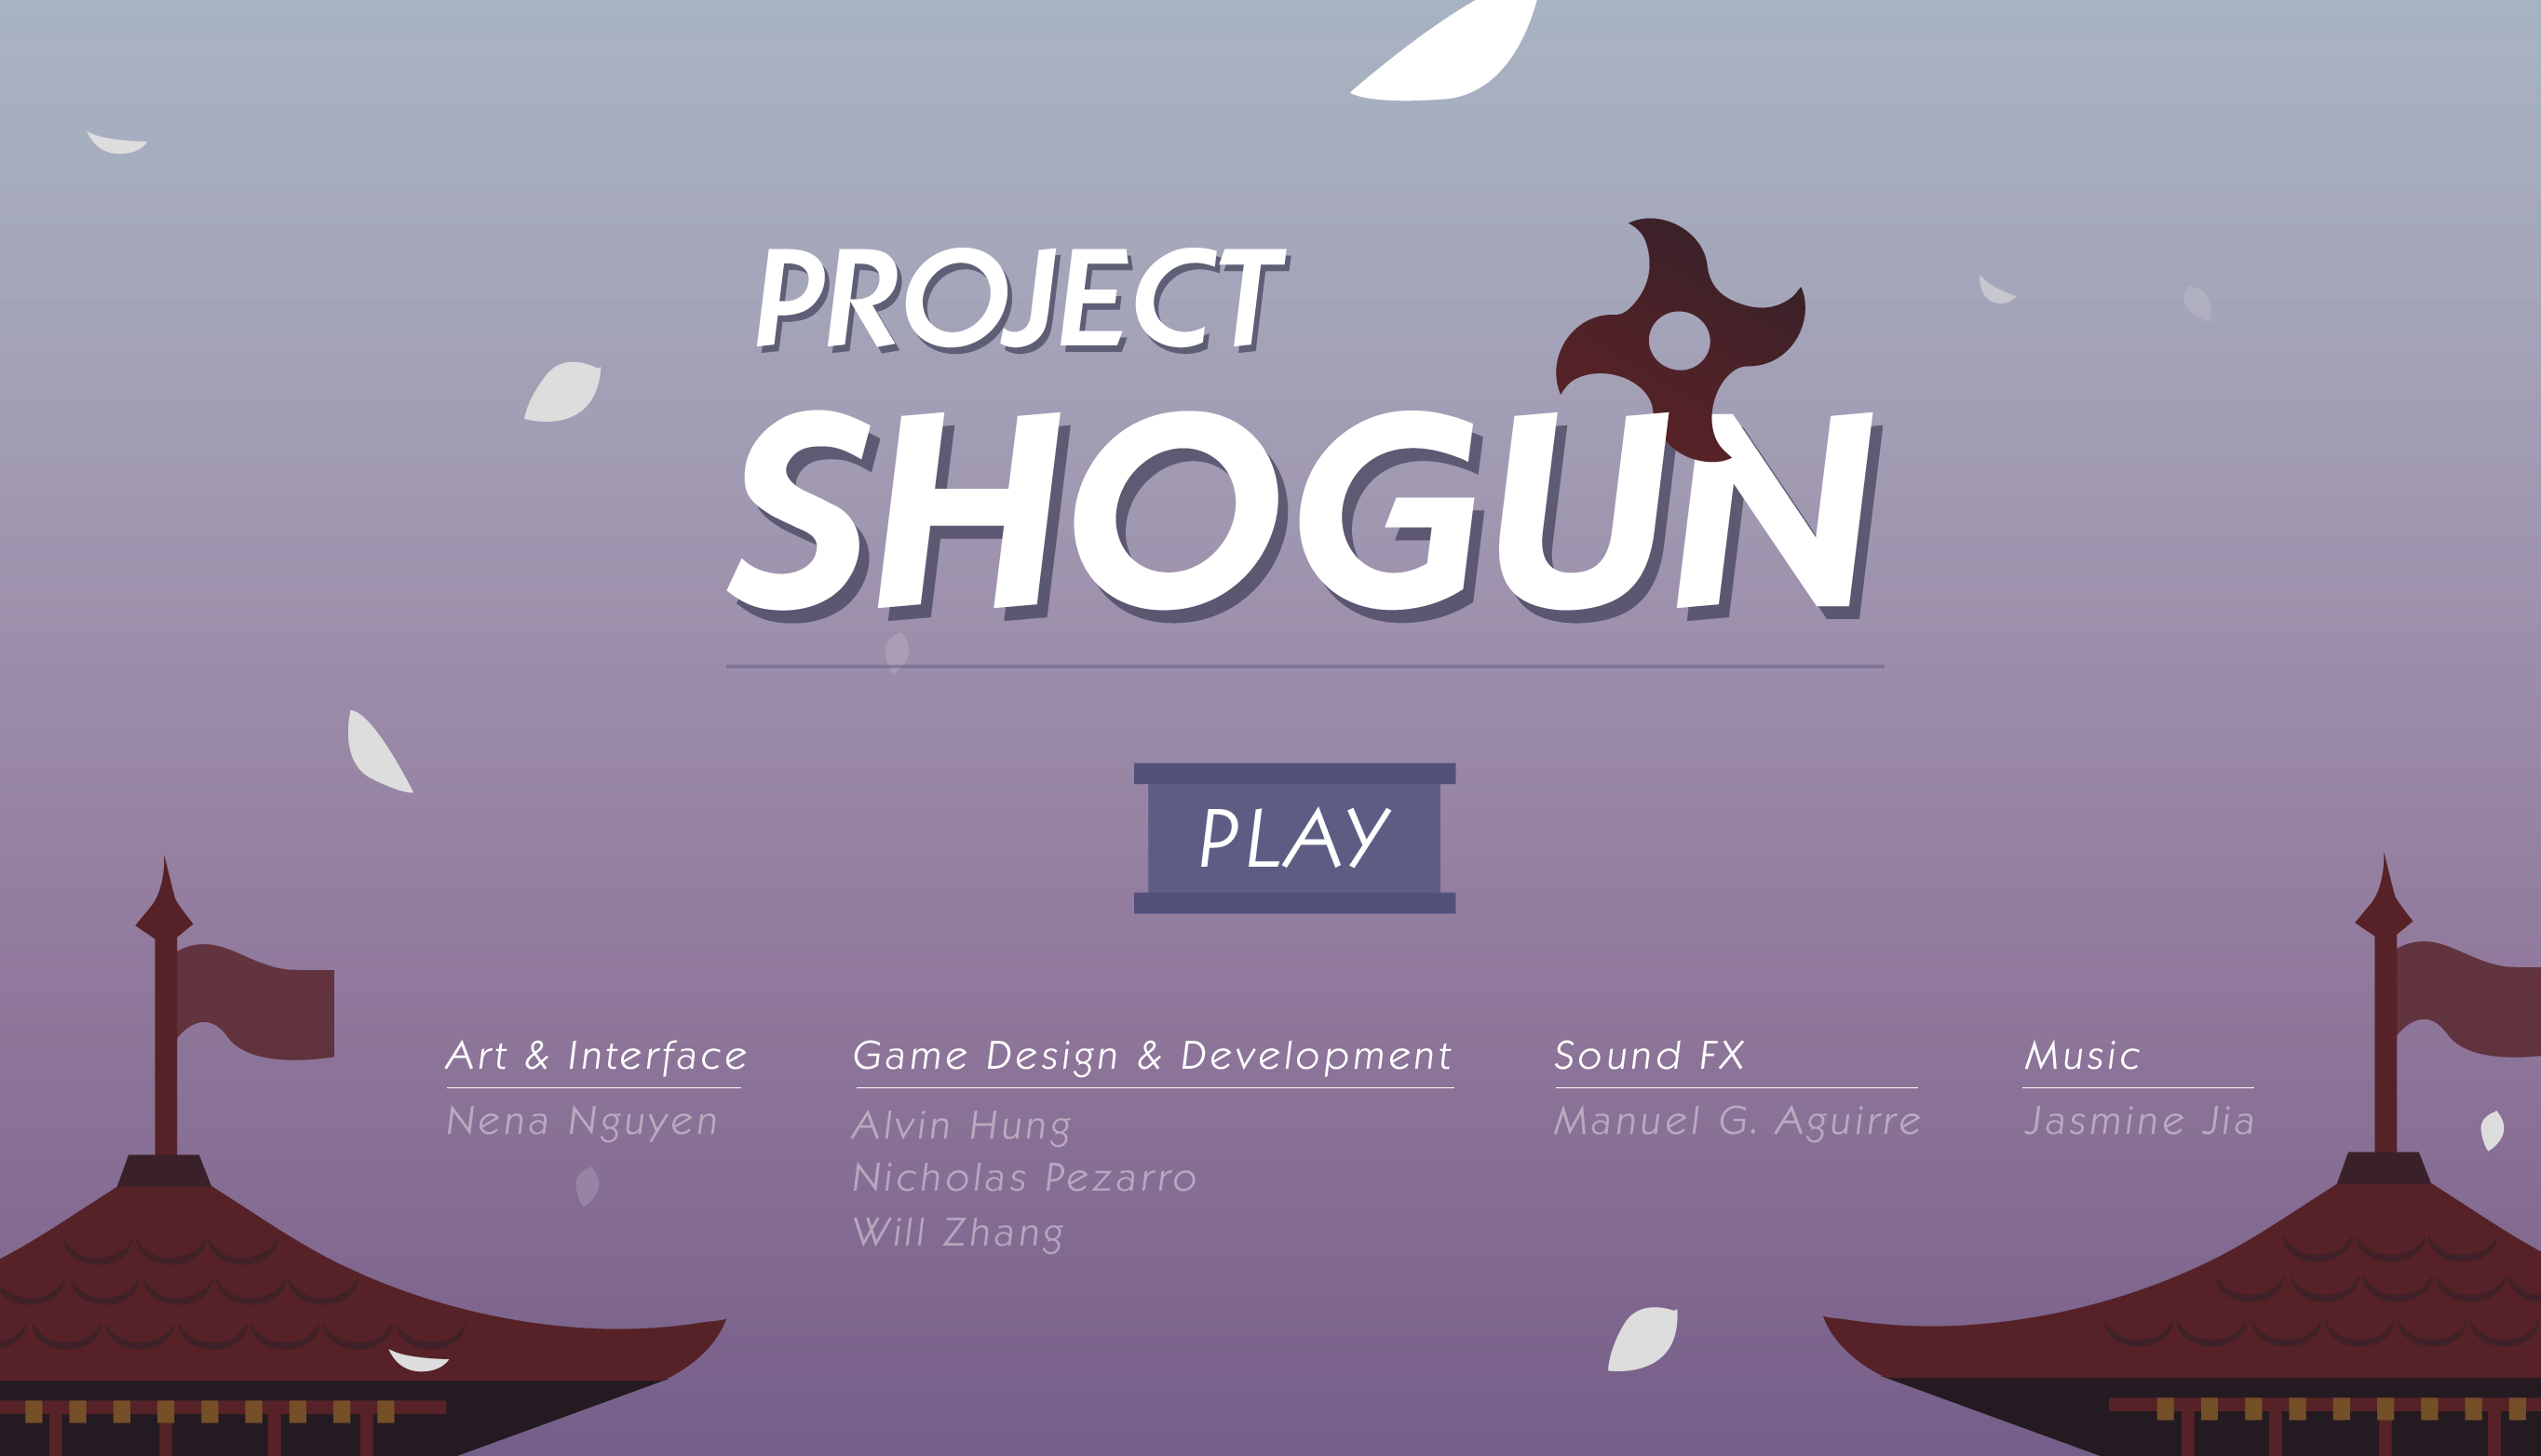 PROJECT
SHOGUN
PLAY
Art & Interface
Nena Nguyen
Game Design & Development
Alvin Hung
Nicholas Pezarro
Will Zhang
Sound FX
Manuel G. Aguirre
Music
Jasmine Jia